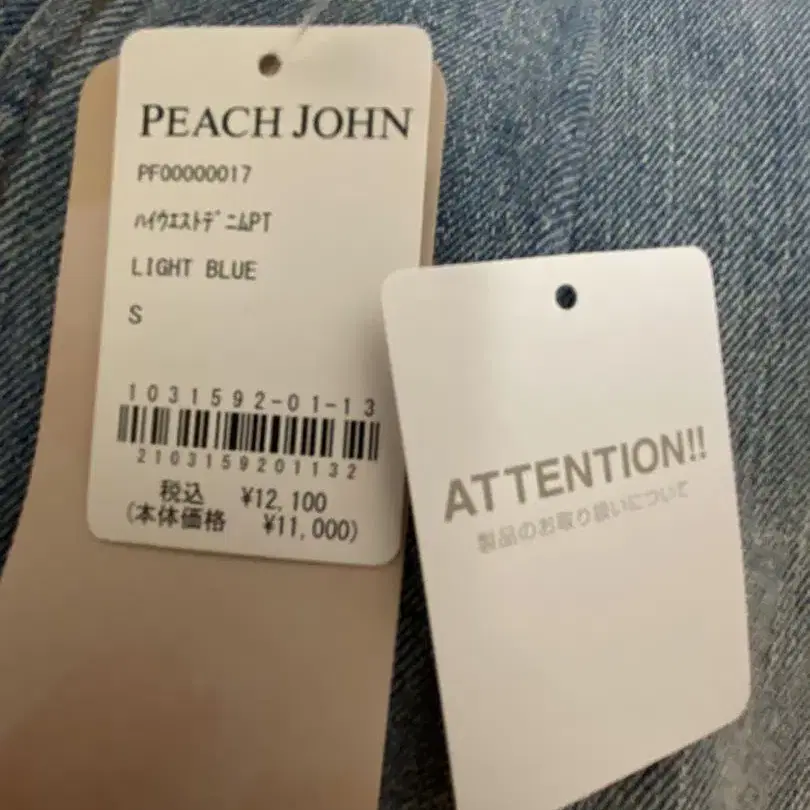 PEACH JOHN
PF00000017
ﾊｲｳｴｽﾄﾃﾞﾆﾑPT
LIGHT BLUE
S
1031592-01-13
2103159201132
税込 ¥12,100
(本体価格 ¥11,000)
ATTENTION!!
製品のお取り扱いについて